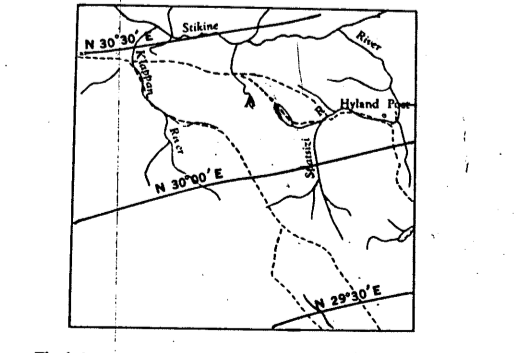 Stikine
River
N 30°30′ E
Klappan
River
R
Hyland Post
Spatsizi
N 30°00′ E
N 29°30′ E